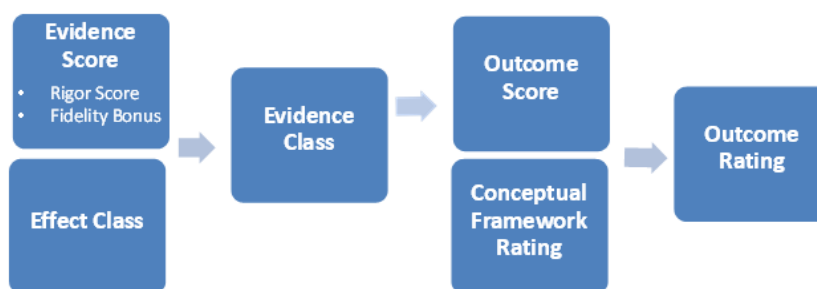 Evidence
Score
• Rigor Score
• Fidelity Bonus
Effect Class
Evidence
Class
Outcome
Score
Conceptual
Framework
Rating
Outcome
Rating